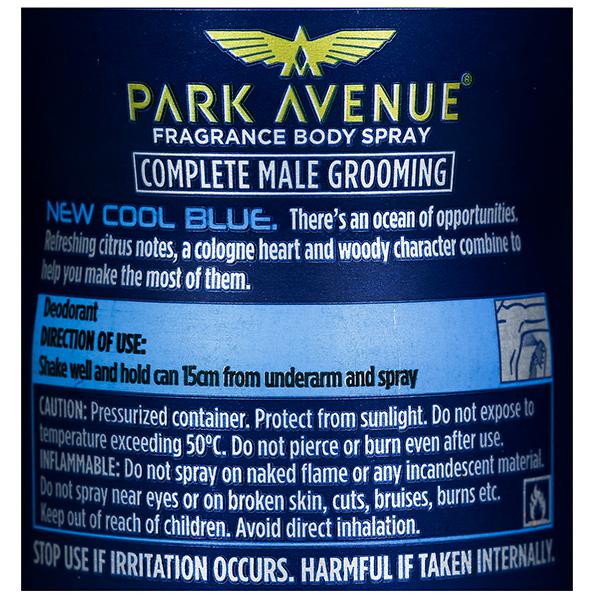 PARK AVENUE®
FRAGRANCE BODY SPRAY
COMPLETE MALE GROOMING
NEW COOL BLUE. There's an ocean of opportunities.
Refreshing citrus notes, a cologne heart and woody character combine to
help you make the most of them.
Deodorant
DIRECTION OF USE:
Shake well and hold can 15cm from underarm and spray
CAUTION: Pressurized container. Protect from sunlight. Do not expose to
temperature exceeding 50°C. Do not pierce or burn even after use.
INFLAMMABLE: Do not spray on naked flame or any incandescent material.
Do not spray near eyes or on broken skin, cuts, bruises, burns etc.
Keep out of reach of children. Avoid direct inhalation.
STOP USE IF IRRITATION OCCURS. HARMFUL IF TAKEN INTERNALLY.